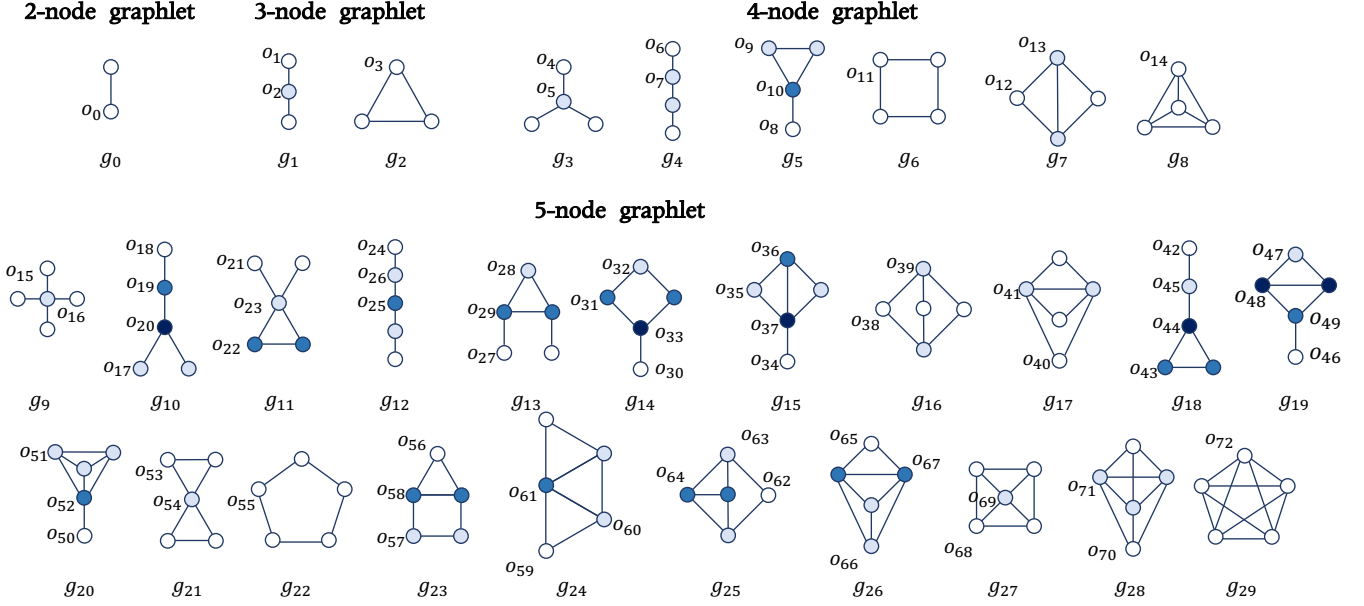 2-node graphlet 3-node graphlet 4-node graphlet
o₀ o₁ o₂ o₃ o₄ o₅ o₆ o₇ o₉ o₁₀ o₈ o₁₁ o₁₂ o₁₃ o₁₄
g₀ g₁ g₂ g₃ g₄ g₅ g₆ g₇ g₈
5-node graphlet
o₁₅ o₁₆ o₁₈ o₁₉ o₂₀ o₁₇ o₂₁ o₂₃ o₂₂ o₂₄ o₂₆ o₂₅ o₂₈ o₂₉ o₂₇ o₃₂ o₃₁ o₃₃ o₃₀ o₃₆ o₃₅ o₃₇ o₃₄ o₃₉ o₃₈ o₄₁ o₄₀ o₄₂ o₄₅ o₄₄ o₄₃ o₄₇ o₄₈ o₄₉ o₄₆
g₉ g₁₀ g₁₁ g₁₂ g₁₃ g₁₄ g₁₅ g₁₆ g₁₇ g₁₈ g₁₉
o₅₁ o₅₂ o₅₀ o₅₃ o₅₄ o₅₅ o₅₆ o₅₈ o₅₇ o₆₁ o₆₀ o₅₉ o₆₃ o₆₄ o₆₂ o₆₅ o₆₇ o₆₆ o₆₉ o₆₈ o₇₁ o₇₀ o₇₂
g₂₀ g₂₁ g₂₂ g₂₃ g₂₄ g₂₅ g₂₆ g₂₇ g₂₈ g₂₉